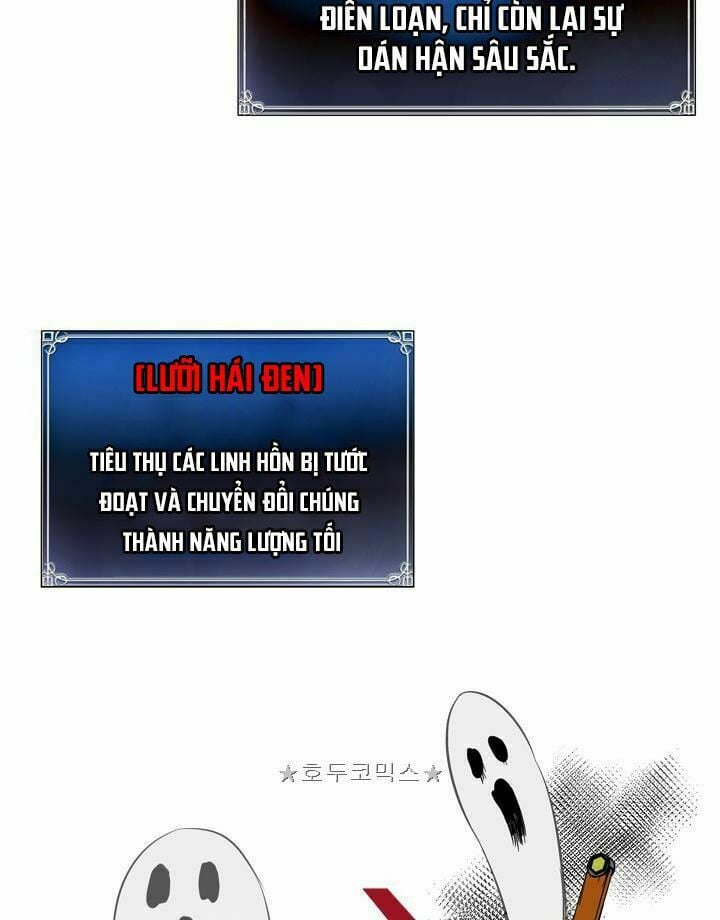 ĐIÊN LOẠN, CHỈ CÒN LẠI SỰ
OÁN HẬN SÂU SẮC.
[LƯỠI HÁI ĐEN]
TIÊU THỤ CÁC LINH HỒN BỊ TƯỚC
ĐOẠT VÀ CHUYỂN ĐỔI CHÚNG
THÀNH NĂNG LƯỢNG TỐI
★호두코믹스★